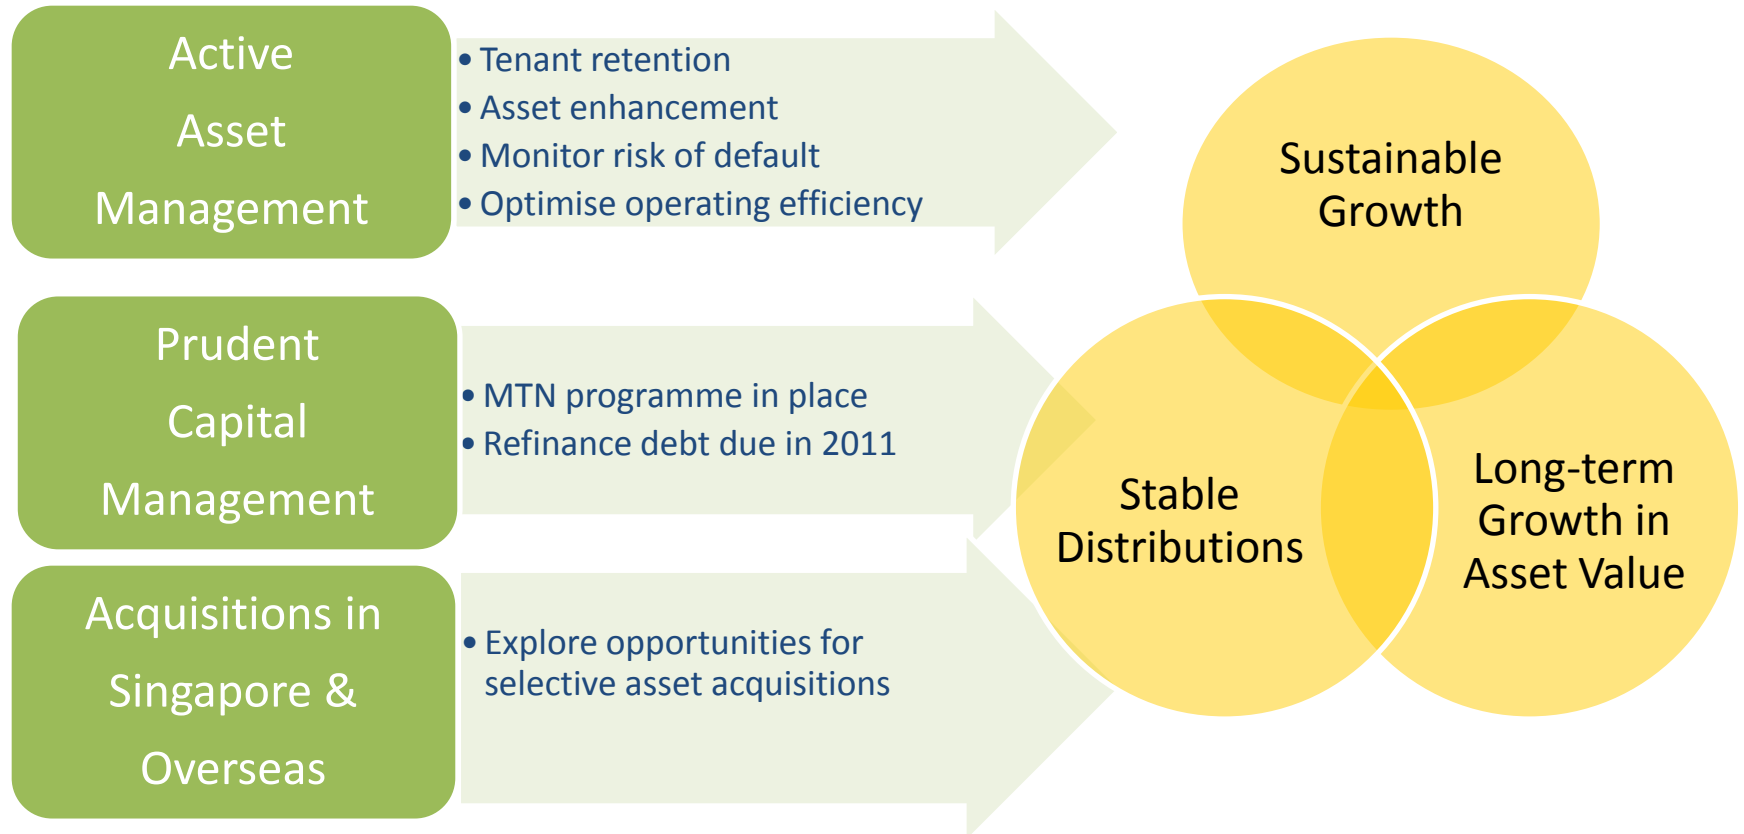 Active
Asset
Management
• Tenant retention
• Asset enhancement
• Monitor risk of default
• Optimise operating efficiency
Prudent
Capital
Management
• MTN programme in place
• Refinance debt due in 2011
Acquisitions in
Singapore &
Overseas
• Explore opportunities for
selective asset acquisitions
Sustainable
Growth
Stable
Distributions
Long-term
Growth in
Asset Value